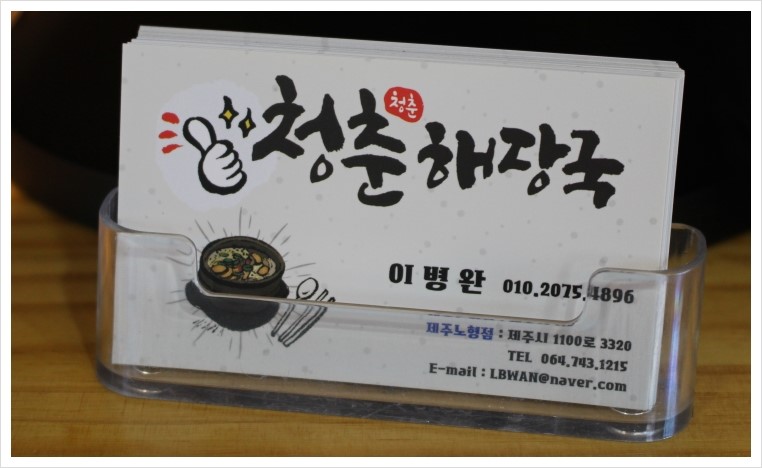 청춘
청춘해장국
이병완 010.2075.4896
제주노형점 : 제주시 1100로 3320
TEL 064.743.1215
E-mail : LBWAN@naver.com